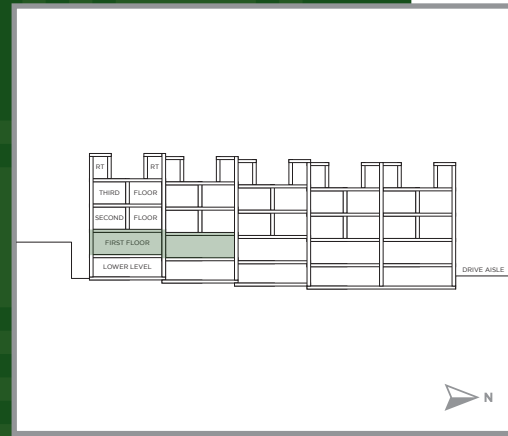 RT RT
THIRD FLOOR
SECOND FLOOR
FIRST FLOOR
LOWER LEVEL
DRIVE AISLE
N